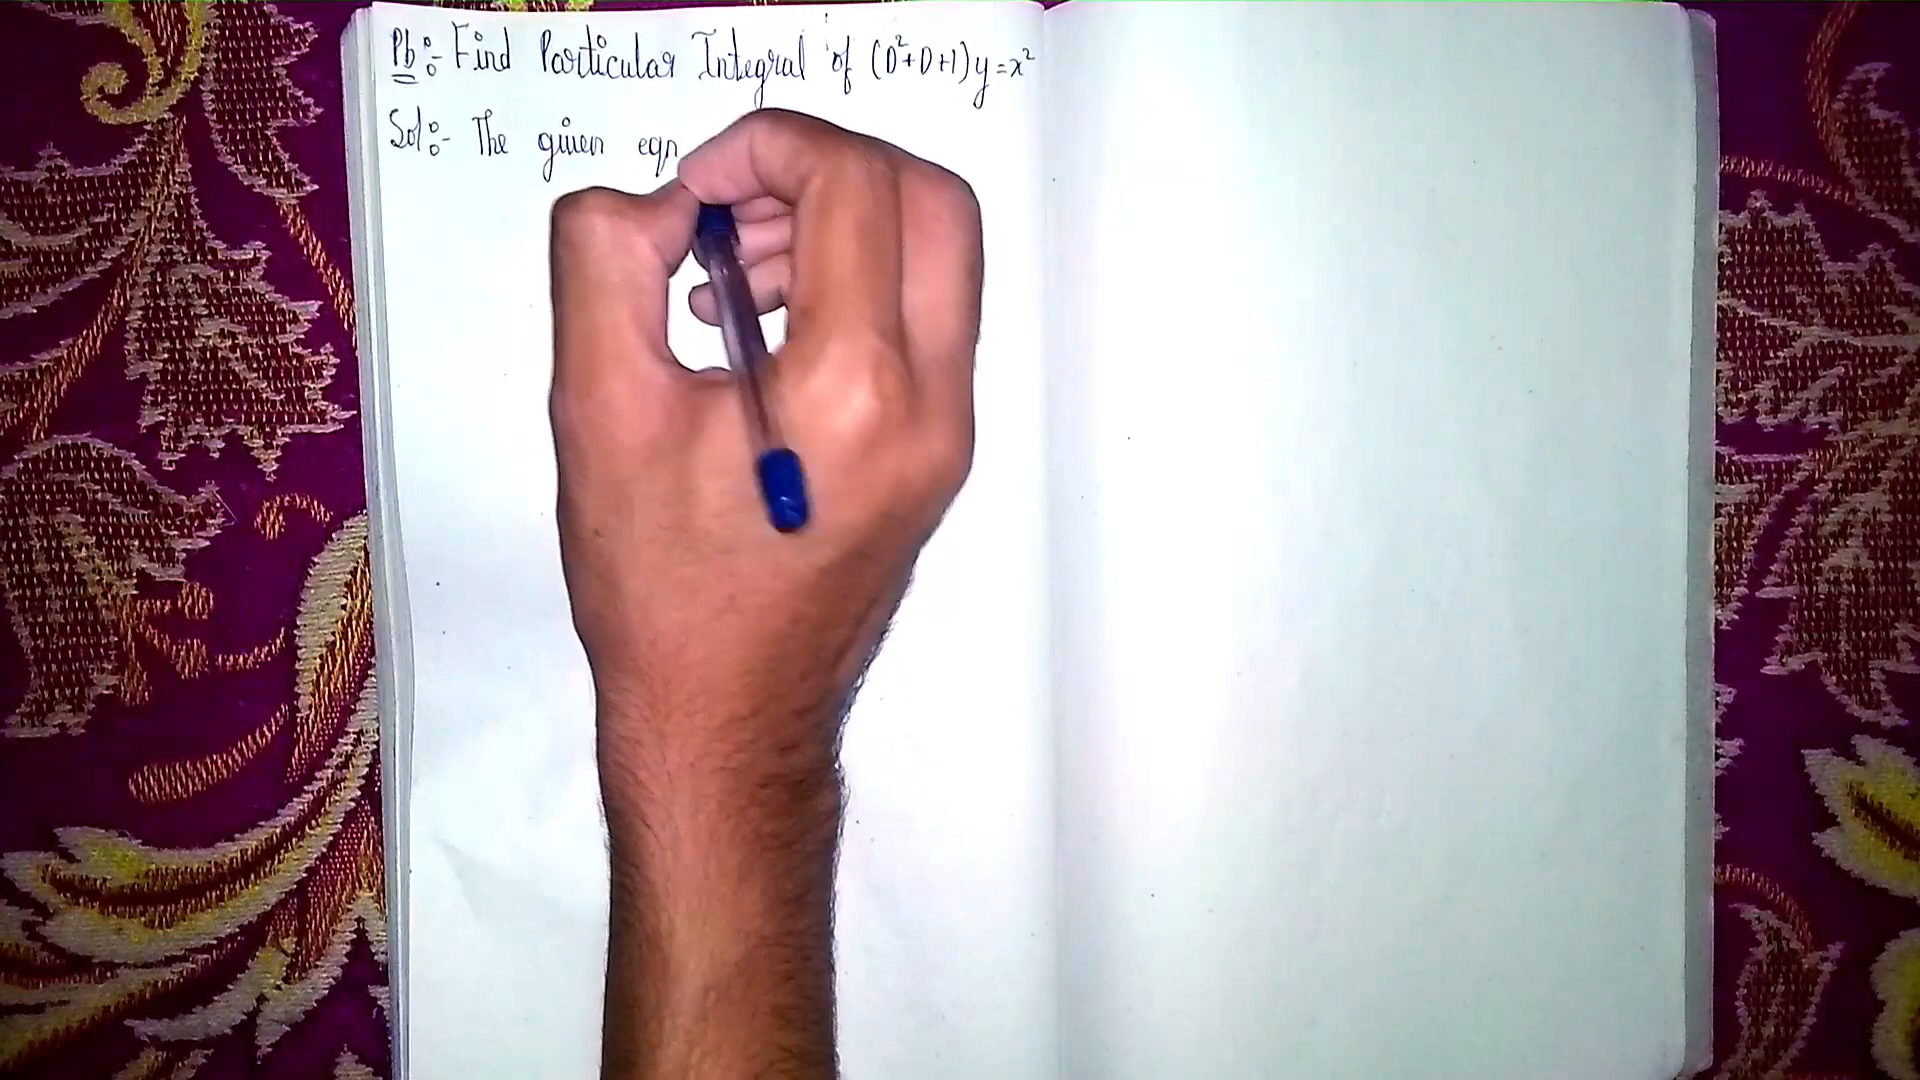 Pb:- Find Particular Integral of (D²+D+1)y=x²
Sol:- The given eqn